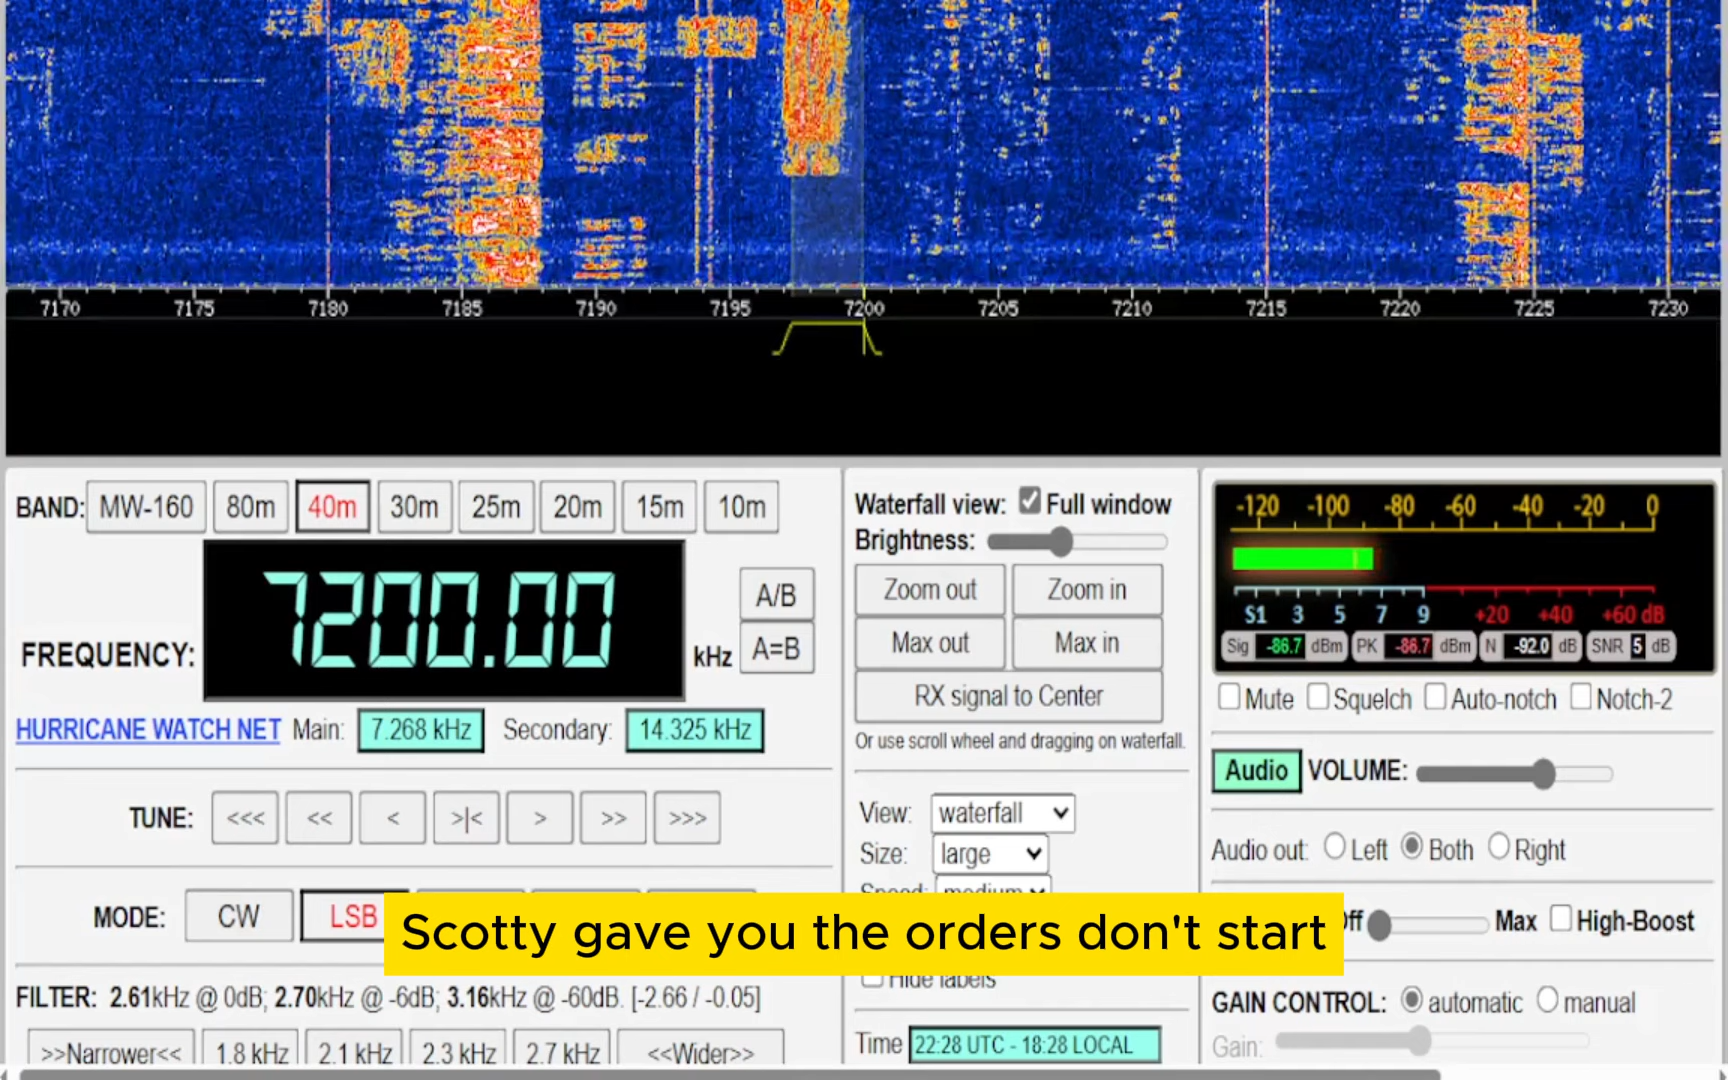 7170 7175 7180 7185 7190 7195 7200 7205 7210 7215 7220 7225 7230
BAND: MW-160 80m 40m 30m 25m 20m 15m 10m
FREQUENCY: 7200.00 kHz A/B A=B
HURRICANE WATCH NET Main: 7.268 kHz Secondary: 14.325 kHz
TUNE: <<< << < >|< > >> >>>
MODE: CW LSB
FILTER: 2.61kHz @ 0dB; 2.70kHz @ -6dB; 3.16kHz @ -60dB. [-2.66 / -0.05]
>>Narrower<< 1.8 kHz 2.1 kHz 2.3 kHz 2.7 kHz <<Wider>>
Waterfall view: Full window
Brightness:
Zoom out Zoom in
Max out Max in
RX signal to Center
Or use scroll wheel and dragging on waterfall.
View: waterfall
Size: large
Speed: medium
Scotty gave you the orders don't start
Hide labels
Time 22:28 UTC - 18:28 LOCAL
-120 -100 -80 -60 -40 -20 0
S1 3 5 7 9 +20 +40 +60 dB
Sig -86.7 dBm PK -86.7 dBm N -92.0 dB SNR 5 dB
Mute Squelch Auto-notch Notch-2
Audio VOLUME:
Audio out: Left Both Right
Max High-Boost
GAIN CONTROL: automatic manual
Gain: